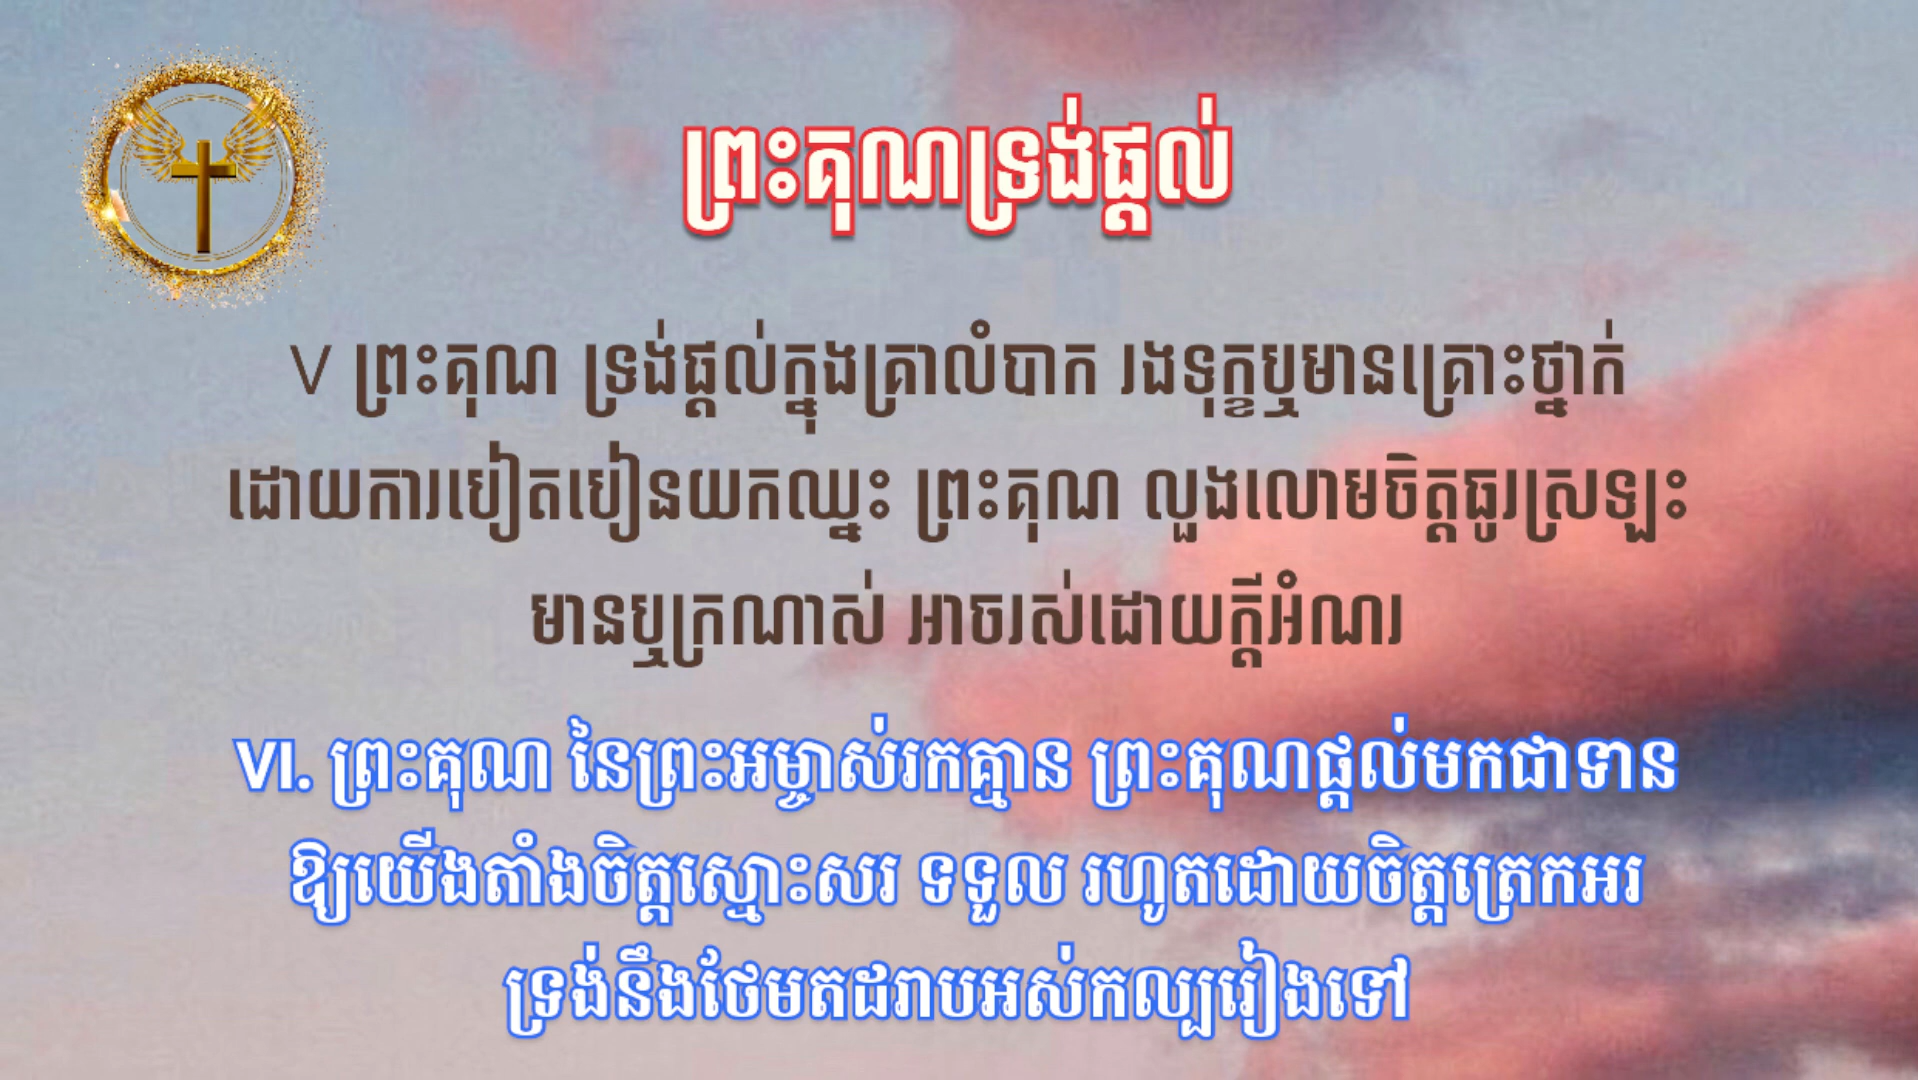 ព្រះគុណទ្រង់ផ្តល់
V ព្រះគុណ ទ្រង់ផ្តល់ក្នុងគ្រាលំបាក រងទុក្ខឬមានគ្រោះថ្នាក់
ដោយការបៀតបៀនយកឈ្នះ ព្រះគុណ លួងលោមចិត្តធូរស្រឡះ
មានឬក្រណាស់ អាចរស់ដោយក្តីអំណរ
VI. ព្រះគុណ នៃព្រះអម្ចាស់រកគ្មាន ព្រះគុណផ្តល់មកជាទាន
ឱ្យយើងតាំងចិត្តស្មោះសរ ទទួល រហូតដោយចិត្តត្រេកអរ
ទ្រង់នឹងថែមតដរាបអស់កល្បរៀងទៅ